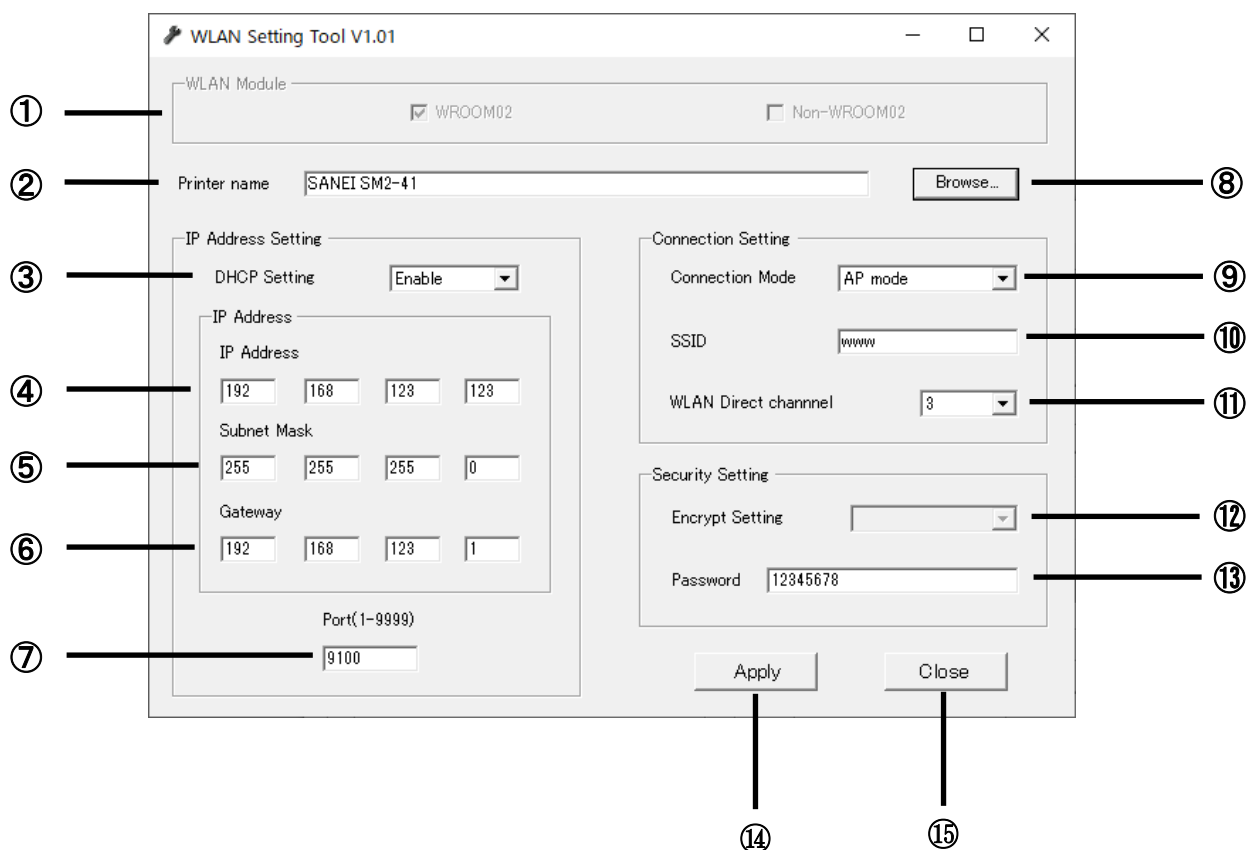 WLAN Setting Tool V1.01
WLAN Module
① WROOM02 Non-WROOM02
② Printer name SANEI SM2-41 Browse... ⑧
IP Address Setting
③ DHCP Setting Enable
IP Address
IP Address
④ 192 168 123 123
Subnet Mask
⑤ 255 255 255 0
Gateway
⑥ 192 168 123 1
Port(1-9999)
⑦ 9100
Connection Setting
Connection Mode AP mode ⑨
SSID www ⑩
WLAN Direct channnel 3 ⑪
Security Setting
Encrypt Setting ⑫
Password 12345678 ⑬
Apply Close
⑭ ⑮